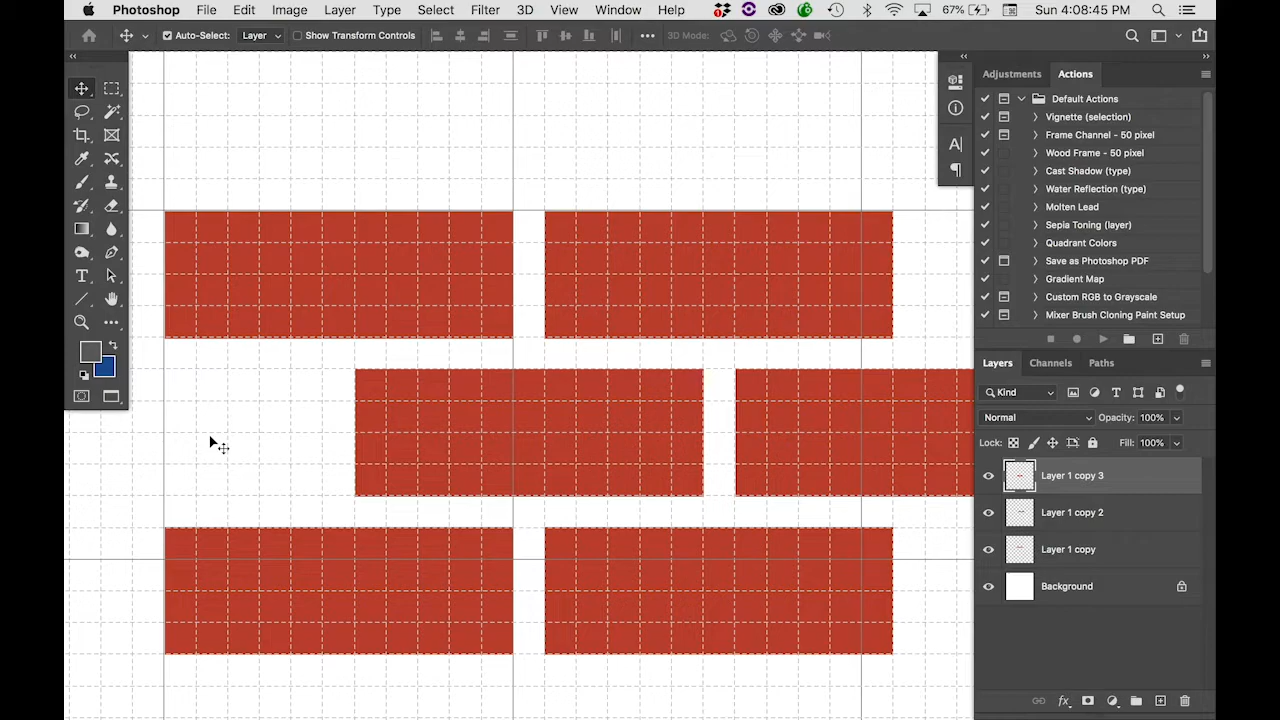 Photoshop File Edit Image Layer Type Select Filter 3D View Window Help 67% Sun 4:08:45 PM
Auto-Select: Layer Show Transform Controls 3D Mode:
Adjustments Actions
Default Actions
Vignette (selection)
Frame Channel - 50 pixel
Wood Frame - 50 pixel
Cast Shadow (type)
Water Reflection (type)
Molten Lead
Sepia Toning (layer)
Quadrant Colors
Save as Photoshop PDF
Gradient Map
Custom RGB to Grayscale
Mixer Brush Cloning Paint Setup
Layers Channels Paths
Kind
Normal Opacity: 100%
Lock: Fill: 100%
Layer 1 copy 3
Layer 1 copy 2
Layer 1 copy
Background